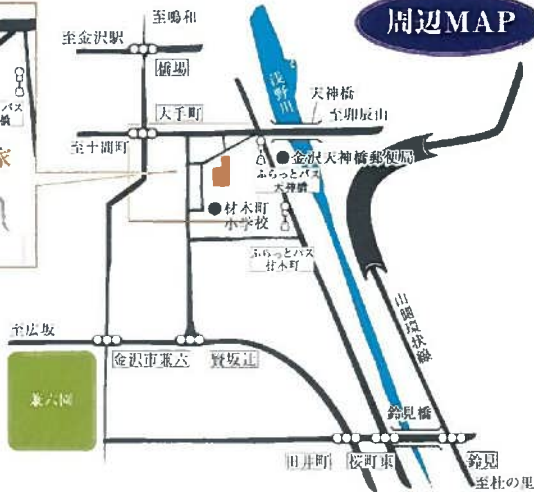 周辺MAP
至鳴和
至金沢駅
橋場
浅野川
天神橋
至卯辰山
大手町
至十間町
バス
橋
家
金沢天神橋郵便局
ふらっとバス
天神橋
材木町
小学校
ふらっとバス
材木町
山側環状線
至広坂
金沢市兼六
賢坂辻
兼六園
鈴見橋
田井町
桜町東
鈴見
至杜の里